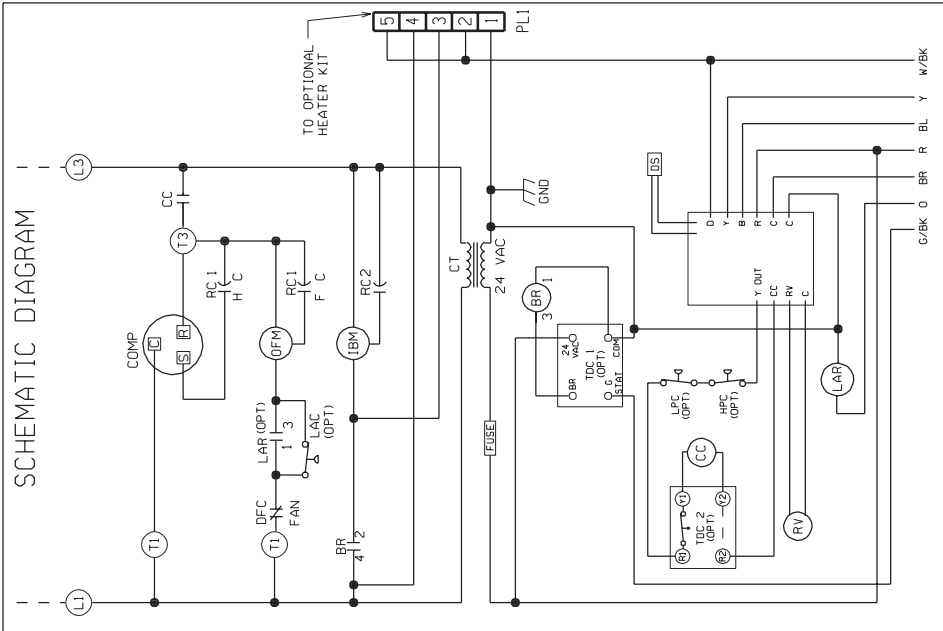 SCHEMATIC DIAGRAM
L1
L3
T1
COMP
C
S
R
T3
CC
RC 1
H C
T1
DFC
FAN
LAR (OPT)
1 3
LAC
(OPT)
OFM
RC1
F C
BR
4 2
IBM
RC2
TO OPTIONAL
HEATER KIT
5 4 3 2 1
PL1
CT
24 VAC
GND
FUSE
BR
3 1
24
VAC
BR
TDC 1
(OPT)
G
STAT
COM
DS
D
Y
B
R
C
C
Y OUT
CC
RV
C
LPC
(OPT)
HPC
(OPT)
LAR
CC
Y1
Y2
TDC 2
(OPT)
R1
R2
RV
W/BK
Y
BL
R
BR
O
G/BK